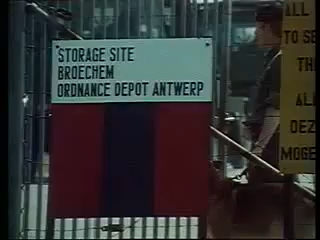 STORAGE SITE
BROECHEM
ORDNANCE DEPOT ANTWERP
ALL
TO SE
TH
AL
DEZ
MOGE